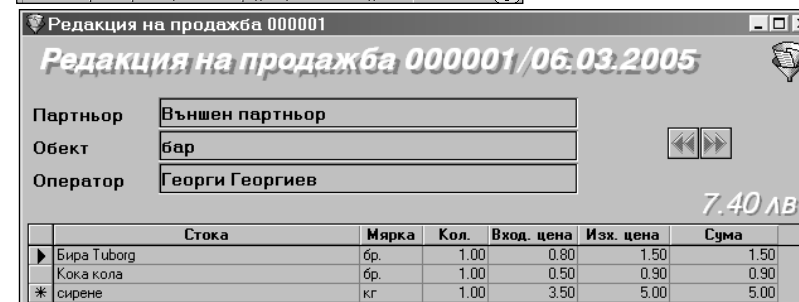 Редакция на продажба 000001
Редакция на продажба 000001/06.03.2005
Партньор Външен партньор
Обект бар
Оператор Георги Георгиев
7.40 лв
Стока Мярка Кол. Вход. цена Изх. цена Сума
Бира Tuborg бр. 1.00 0.80 1.50 1.50
Кока кола бр. 1.00 0.50 0.90 0.90
сирене кг 1.00 3.50 5.00 5.00